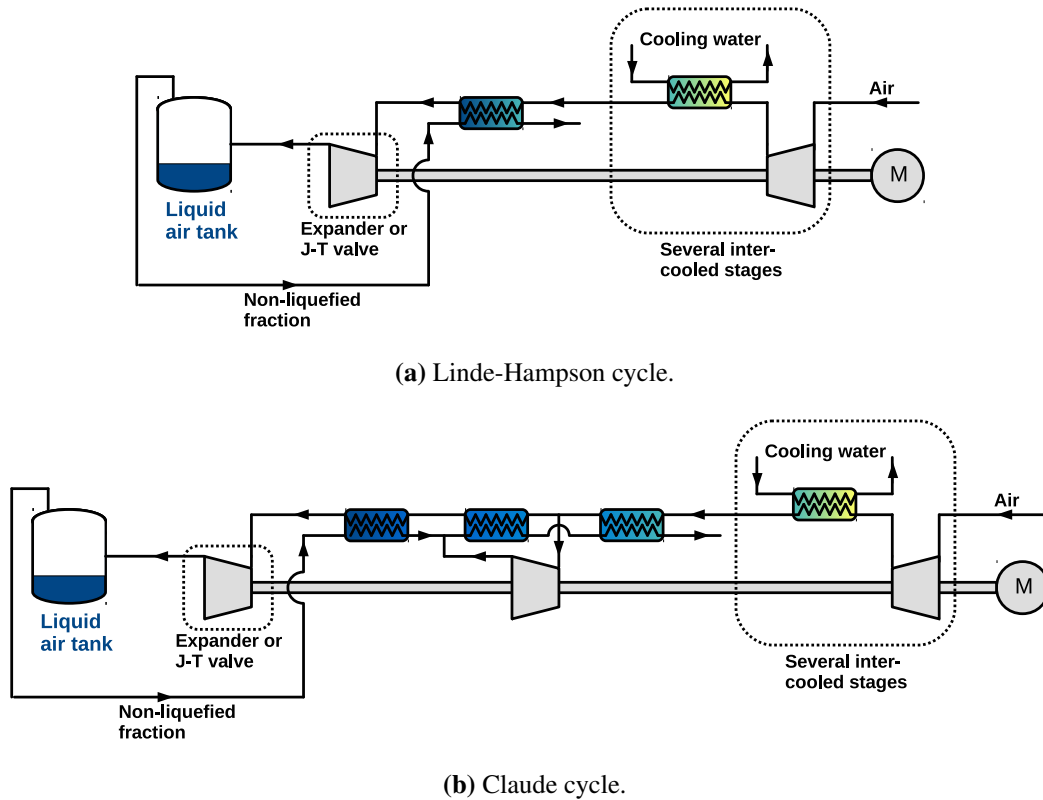 Cooling water
Air
M
Liquid
air tank
Expander or
J-T valve
Several inter-
cooled stages
Non-liquefied
fraction
(a) Linde-Hampson cycle.
Cooling water
Air
M
Liquid
air tank
Expander or
J-T valve
Several inter-
cooled stages
Non-liquefied
fraction
(b) Claude cycle.